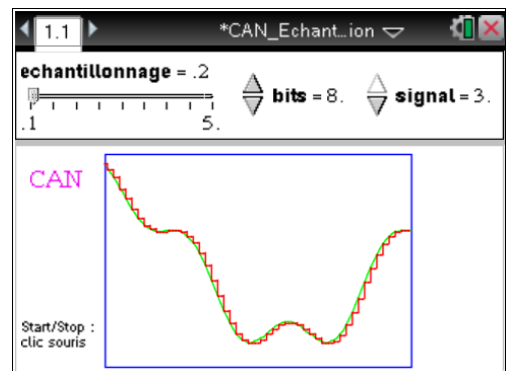 1.1 *CAN_Echant…ion
echantillonnage = .2
bits = 8. signal = 3.
.1 5.
CAN
Start/Stop :
clic souris